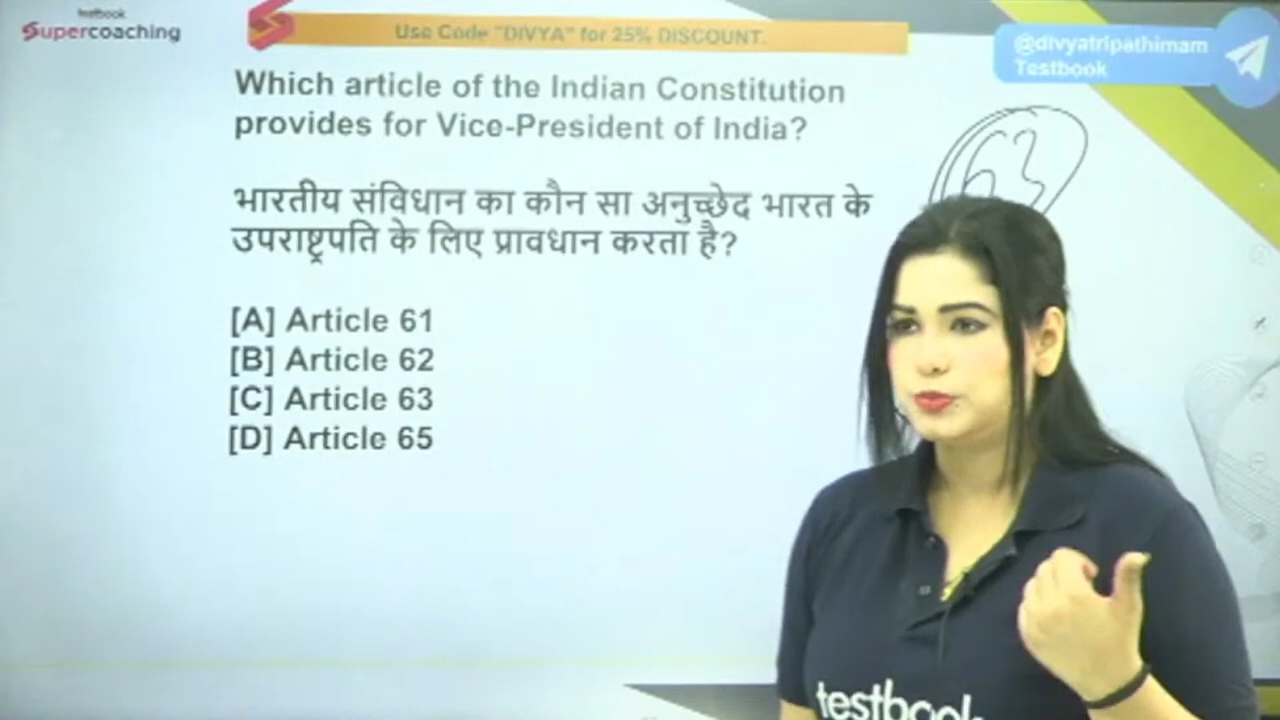 testbook
Supercoaching
Use Code "DIVYA" for 25% DISCOUNT.
@divyatripathimam
Testbook
Which article of the Indian Constitution
provides for Vice-President of India?
63
भारतीय संविधान का कौन सा अनुच्छेद भारत के
उपराष्ट्रपति के लिए प्रावधान करता है?
[A] Article 61
[B] Article 62
[C] Article 63
[D] Article 65
testbook